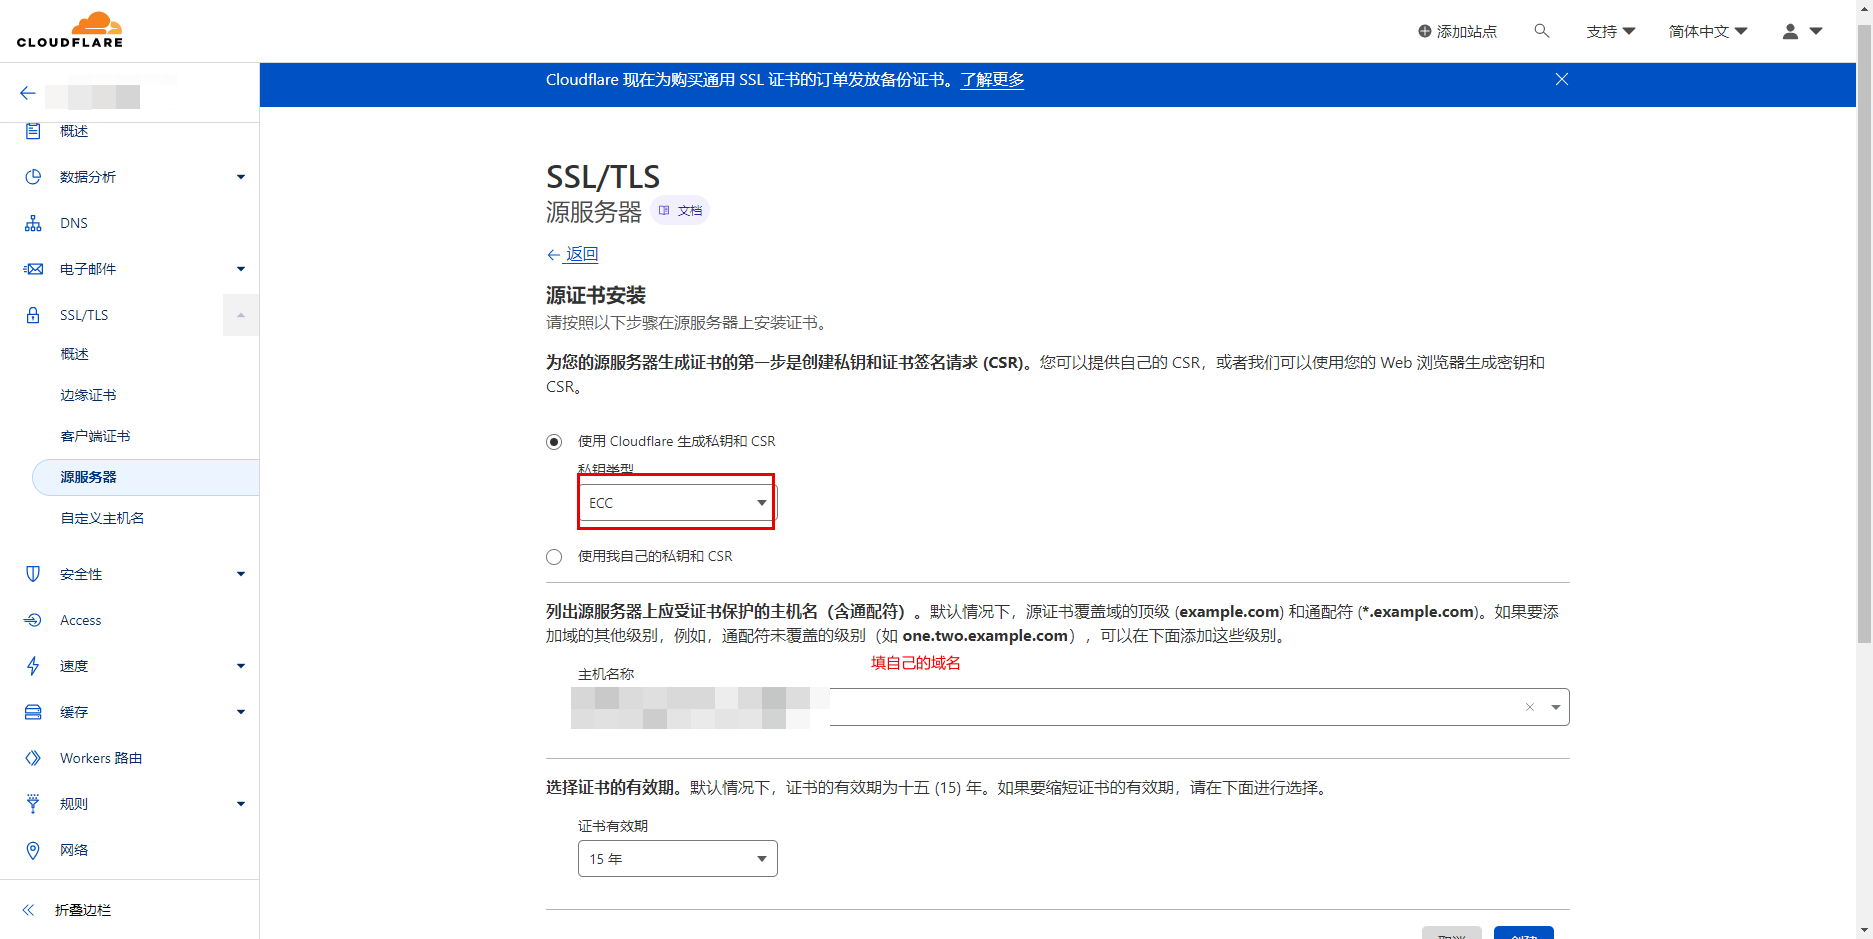 CLOUDFLARE
添加站点
支持
简体中文
Cloudflare 现在为购买通用 SSL 证书的订单发放备份证书。了解更多
概述
数据分析
DNS
电子邮件
SSL/TLS
概述
边缘证书
客户端证书
源服务器
自定义主机名
安全性
Access
速度
缓存
Workers 路由
规则
网络
折叠边栏
SSL/TLS
源服务器
文档
返回
源证书安装
请按照以下步骤在源服务器上安装证书。
为您的源服务器生成证书的第一步是创建私钥和证书签名请求 (CSR)。您可以提供自己的 CSR，或者我们可以使用您的 Web 浏览器生成密钥和
CSR。
使用 Cloudflare 生成私钥和 CSR
私钥类型
ECC
使用我自己的私钥和 CSR
列出源服务器上应受证书保护的主机名（含通配符）。默认情况下，源证书覆盖域的顶级 (example.com) 和通配符 (*.example.com)。如果要添
加域的其他级别，例如，通配符未覆盖的级别（如 one.two.example.com），可以在下面添加这些级别。
填自己的域名
主机名称
选择证书的有效期。默认情况下，证书的有效期为十五 (15) 年。如果要缩短证书的有效期，请在下面进行选择。
证书有效期
15 年
取消
创建